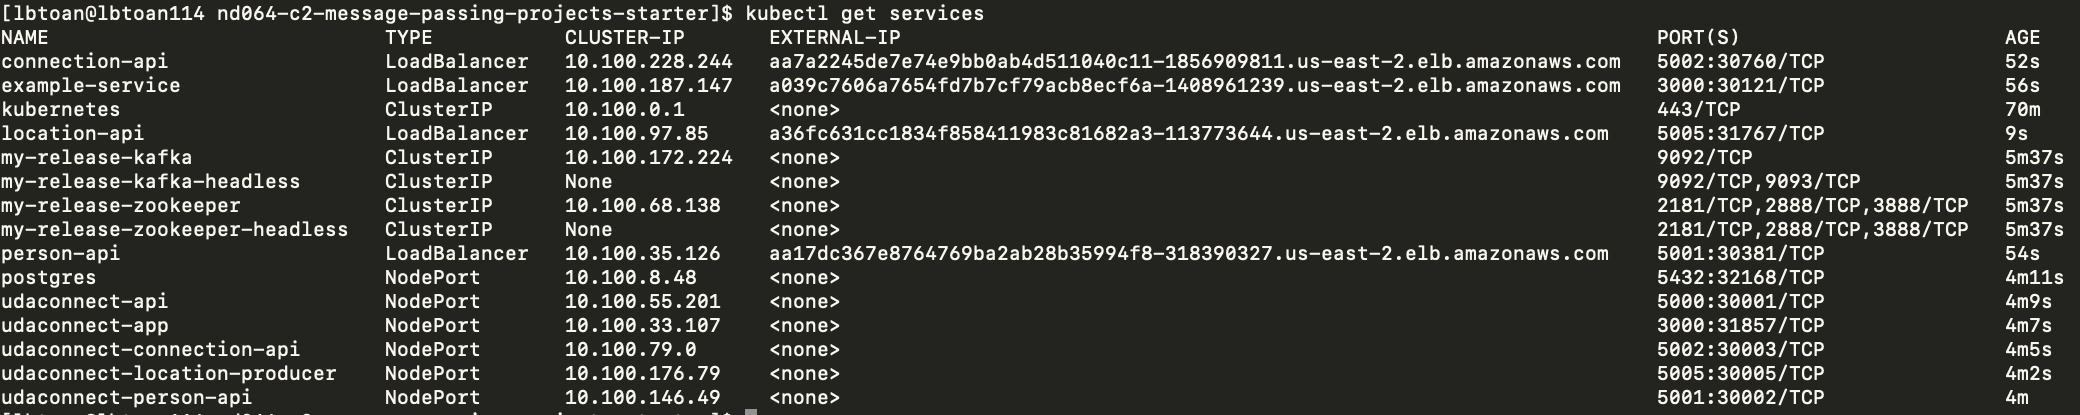 [lbtoan@lbtoan114 nd064-c2-message-passing-projects-starter]$ kubectl get services
NAME TYPE CLUSTER-IP EXTERNAL-IP PORT(S) AGE
connection-api LoadBalancer 10.100.228.244 aa7a2245de7e74e9bb0ab4d511040c11-1856909811.us-east-2.elb.amazonaws.com 5002:30760/TCP 52s
example-service LoadBalancer 10.100.187.147 a039c7606a7654fd7b7cf79acb8ecf6a-1408961239.us-east-2.elb.amazonaws.com 3000:30121/TCP 56s
kubernetes ClusterIP 10.100.0.1 <none> 443/TCP 70m
location-api LoadBalancer 10.100.97.85 a36fc631cc1834f858411983c81682a3-113773644.us-east-2.elb.amazonaws.com 5005:31767/TCP 9s
my-release-kafka ClusterIP 10.100.172.224 <none> 9092/TCP 5m37s
my-release-kafka-headless ClusterIP None <none> 9092/TCP,9093/TCP 5m37s
my-release-zookeeper ClusterIP 10.100.68.138 <none> 2181/TCP,2888/TCP,3888/TCP 5m37s
my-release-zookeeper-headless ClusterIP None <none> 2181/TCP,2888/TCP,3888/TCP 5m37s
person-api LoadBalancer 10.100.35.126 aa17dc367e8764769ba2ab28b35994f8-318390327.us-east-2.elb.amazonaws.com 5001:30381/TCP 54s
postgres NodePort 10.100.8.48 <none> 5432:32168/TCP 4m11s
udaconnect-api NodePort 10.100.55.201 <none> 5000:30001/TCP 4m9s
udaconnect-app NodePort 10.100.33.107 <none> 3000:31857/TCP 4m7s
udaconnect-connection-api NodePort 10.100.79.0 <none> 5002:30003/TCP 4m5s
udaconnect-location-producer NodePort 10.100.176.79 <none> 5005:30005/TCP 4m2s
udaconnect-person-api NodePort 10.100.146.49 <none> 5001:30002/TCP 4m